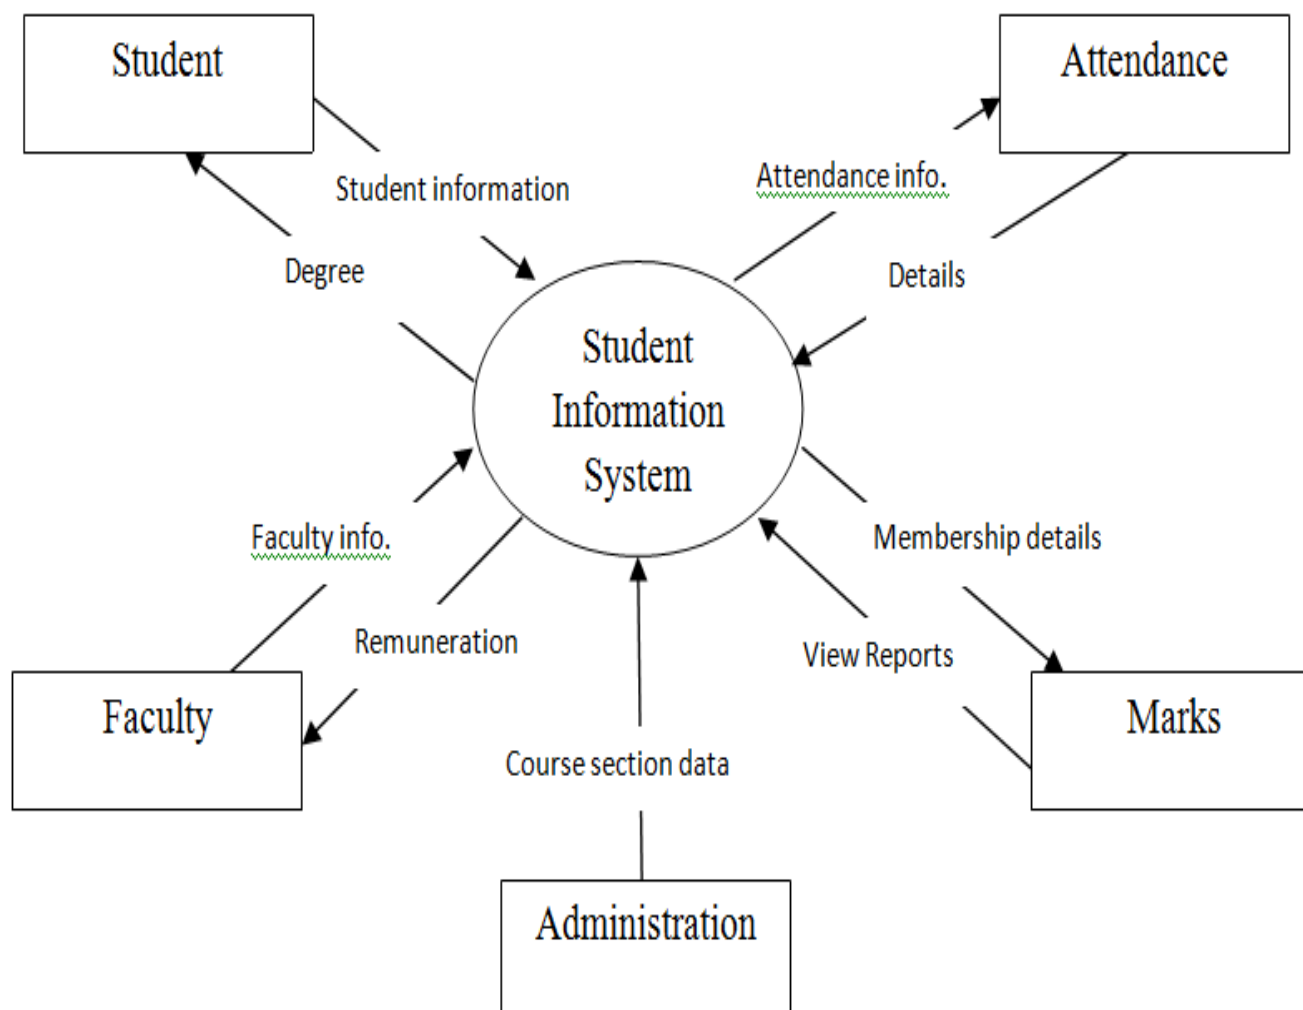 Student
Attendance
Student information
Attendance info.
Degree
Details
Student
Information
System
Faculty info.
Membership details
Remuneration
View Reports
Faculty
Marks
Course section data
Administration